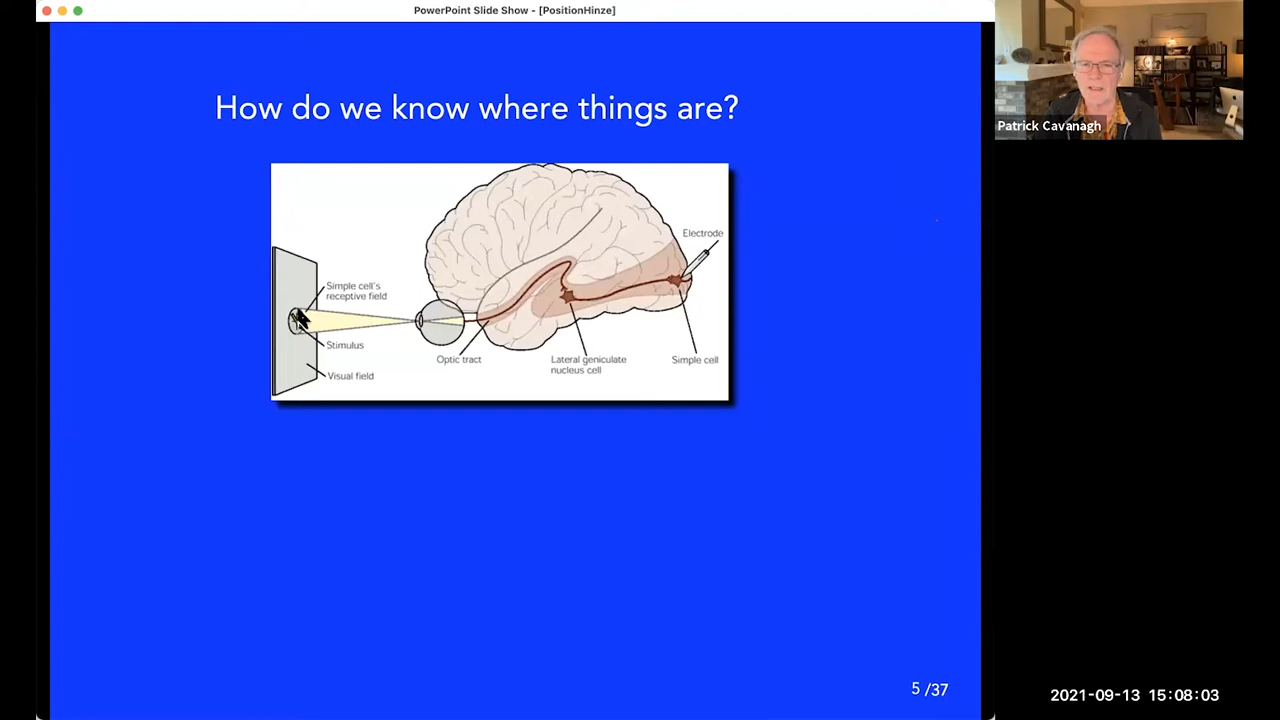 PowerPoint Slide Show - [PositionHinze]
How do we know where things are?
Electrode
Simple cell's
receptive field
Stimulus
Visual field
Optic tract
Lateral geniculate
nucleus cell
Simple cell
5 /37
Patrick Cavanagh
2021-09-13 15:08:03